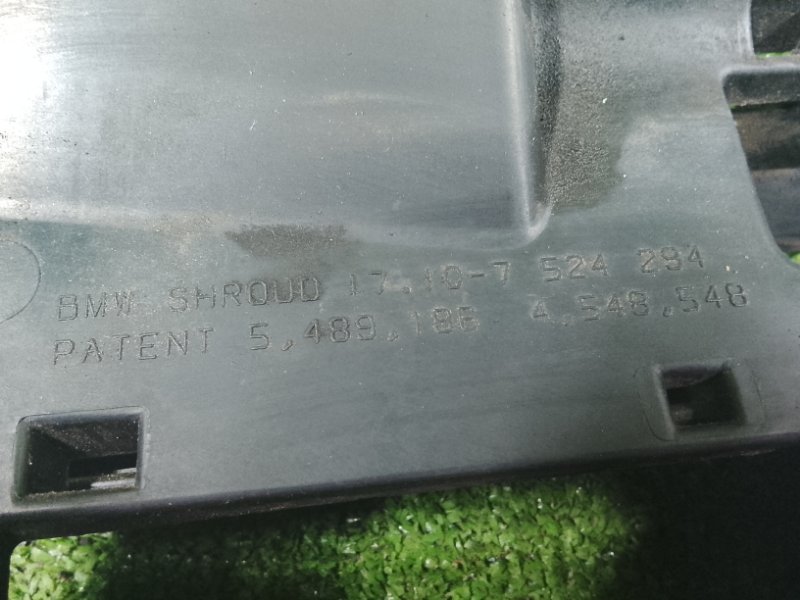 BMW SHROUD 17.10-7 524 294
PATENT 5,489,186 4,548,548